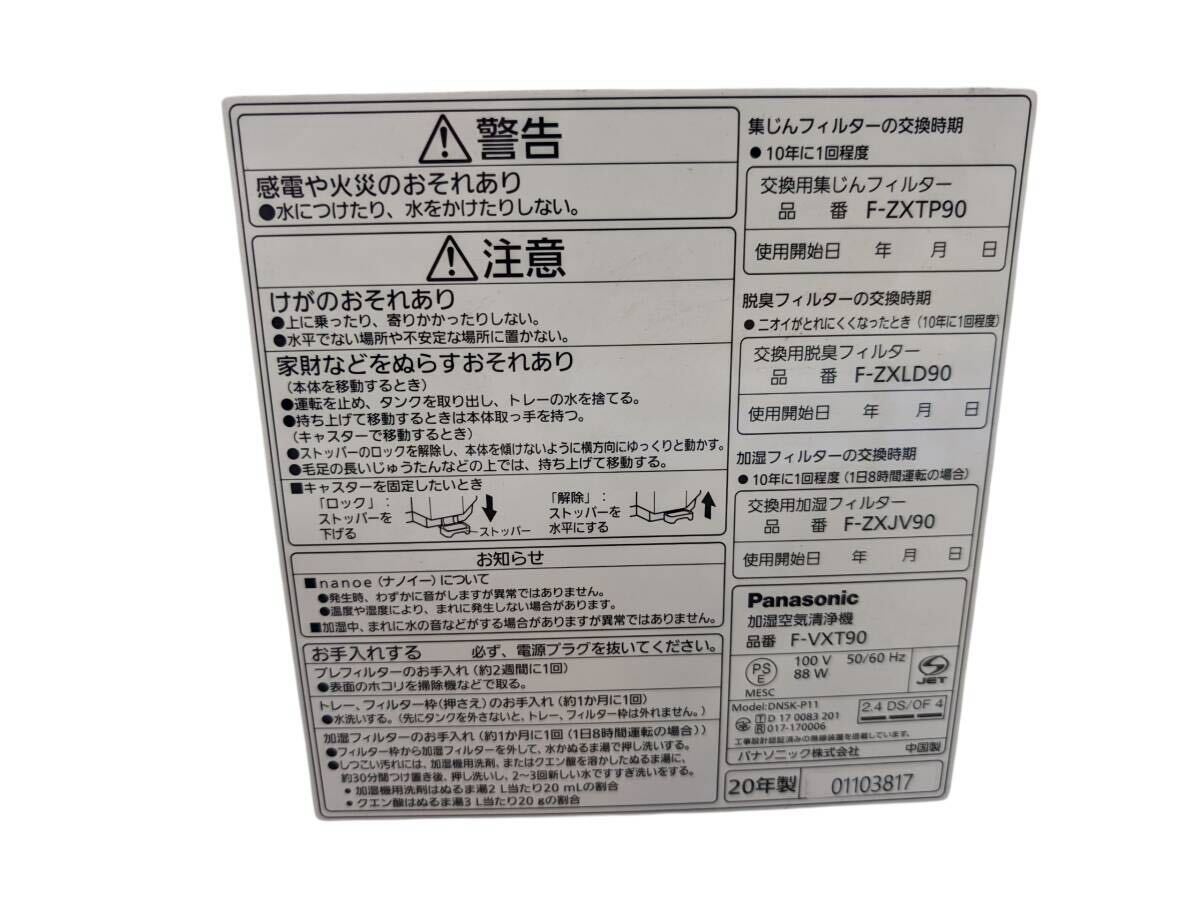 警告
感電や火災のおそれあり
●水につけたり、水をかけたりしない。
注意
けがのおそれあり
●上に乗ったり、寄りかかったりしない。
●水平でない場所や不安定な場所に置かない。
家財などをぬらすおそれあり
(本体を移動するとき)
●運転を止め、タンクを取り出し、トレーの水を捨てる。
●持ち上げて移動するときは本体取っ手を持つ。
(キャスターで移動するとき)
●ストッパーのロックを解除し、本体を傾けないように横方向にゆっくりと動かす。
●毛足の長いじゅうたんなどの上では、持ち上げて移動する。
■キャスターを固定したいとき
「ロック」:
ストッパーを
下げる
ストッパー
「解除」:
ストッパーを
水平にする
お知らせ
■nanoe(ナノイー)について
●発生時、わずかに音がしますが異常ではありません。
●温度や湿度により、まれに発生しない場合があります。
■加湿中、まれに水の音などがする場合がありますが異常ではありません。
お手入れする 必ず、電源プラグを抜いてください。
プレフィルターのお手入れ(約2週間に1回)
●表面のホコリを掃除機などで取る。
トレー、フィルター枠(押さえ)のお手入れ(約1か月に1回)
●水洗いする。(先にタンクを外さないと、トレー、フィルター枠は外れません。)
加湿フィルターのお手入れ(約1か月に1回(1日8時間運転の場合))
●フィルター枠から加湿フィルターを外して、水かぬるま湯で押し洗いする。
●しつこい汚れには、加湿機用洗剤、またはクエン酸を溶かしたぬるま湯に、
約30分間つけ置き後、押し洗いし、2~3回新しい水ですすぎ洗いをする。
• 加湿機用洗剤はぬるま湯2 L当たり20 mLの割合
• クエン酸はぬるま湯3 L当たり20 gの割合
集じんフィルターの交換時期
● 10年に1回程度
交換用集じんフィルター
品 番 F-ZXTP90
使用開始日 年 月 日
脱臭フィルターの交換時期
● ニオイがとれにくくなったとき(10年に1回程度)
交換用脱臭フィルター
品 番 F-ZXLD90
使用開始日 年 月 日
加湿フィルターの交換時期
● 10年に1回程度(1日8時間運転の場合)
交換用加湿フィルター
品 番 F-ZXJV90
使用開始日 年 月 日
Panasonic
加湿空気清浄機
品番 F-VXT90
PS
E
MESC
100 V 50/60 Hz
88 W
JET
Model:DNSK-P11
T D 17 0083 201
R 017-170006
2.4 DS/OF 4
工事設計認証済みの無線装置を搭載しています。
パナソニック株式会社 中国製
20年製 01103817